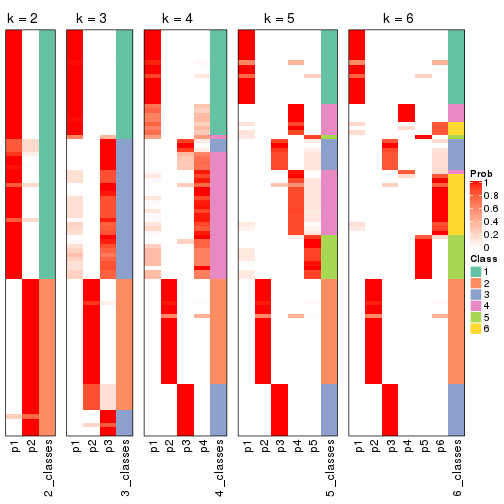 k = 2
k = 3
k = 4
k = 5
k = 6
p1
p2
2_classes
p1
p2
p3
3_classes
p1
p2
p3
p4
4_classes
p1
p2
p3
p4
p5
5_classes
p1
p2
p3
p4
p5
p6
6_classes
Prob
1
0.8
0.6
0.4
0.2
0
Class
1
2
3
4
5
6